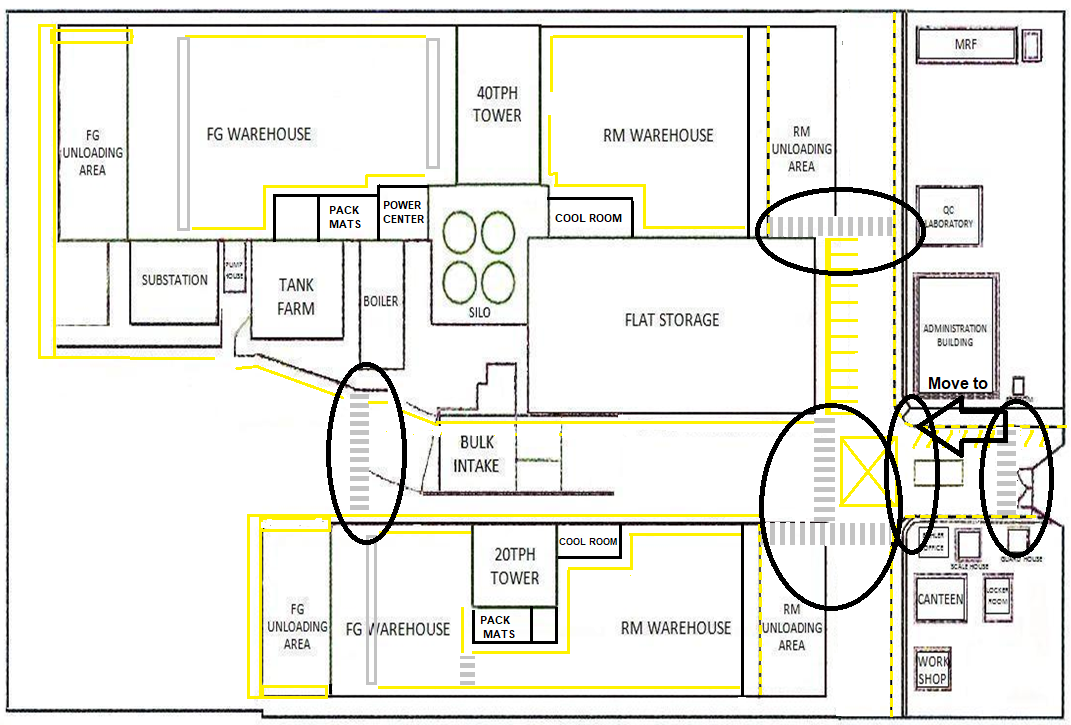 MRF
FG
UNLOADING
AREA
FG WAREHOUSE
40TPH
TOWER
RM WAREHOUSE
RM
UNLOADING
AREA
PACK
MATS
POWER
CENTER
COOL ROOM
QC
LABORATORY
SUBSTATION
PUMP
HOUSE
TANK
FARM
BOILER
SILO
FLAT STORAGE
ADMINISTRATION
BUILDING
Move to
BULK
INTAKE
OFFICE
SCALE HOUSE
GUARD HOUSE
20TPH
TOWER
COOL ROOM
FG
UNLOADING
AREA
FG WAREHOUSE
PACK
MATS
RM WAREHOUSE
RM
UNLOADING
AREA
CANTEEN
LOCKER
ROOM
WORK
SHOP